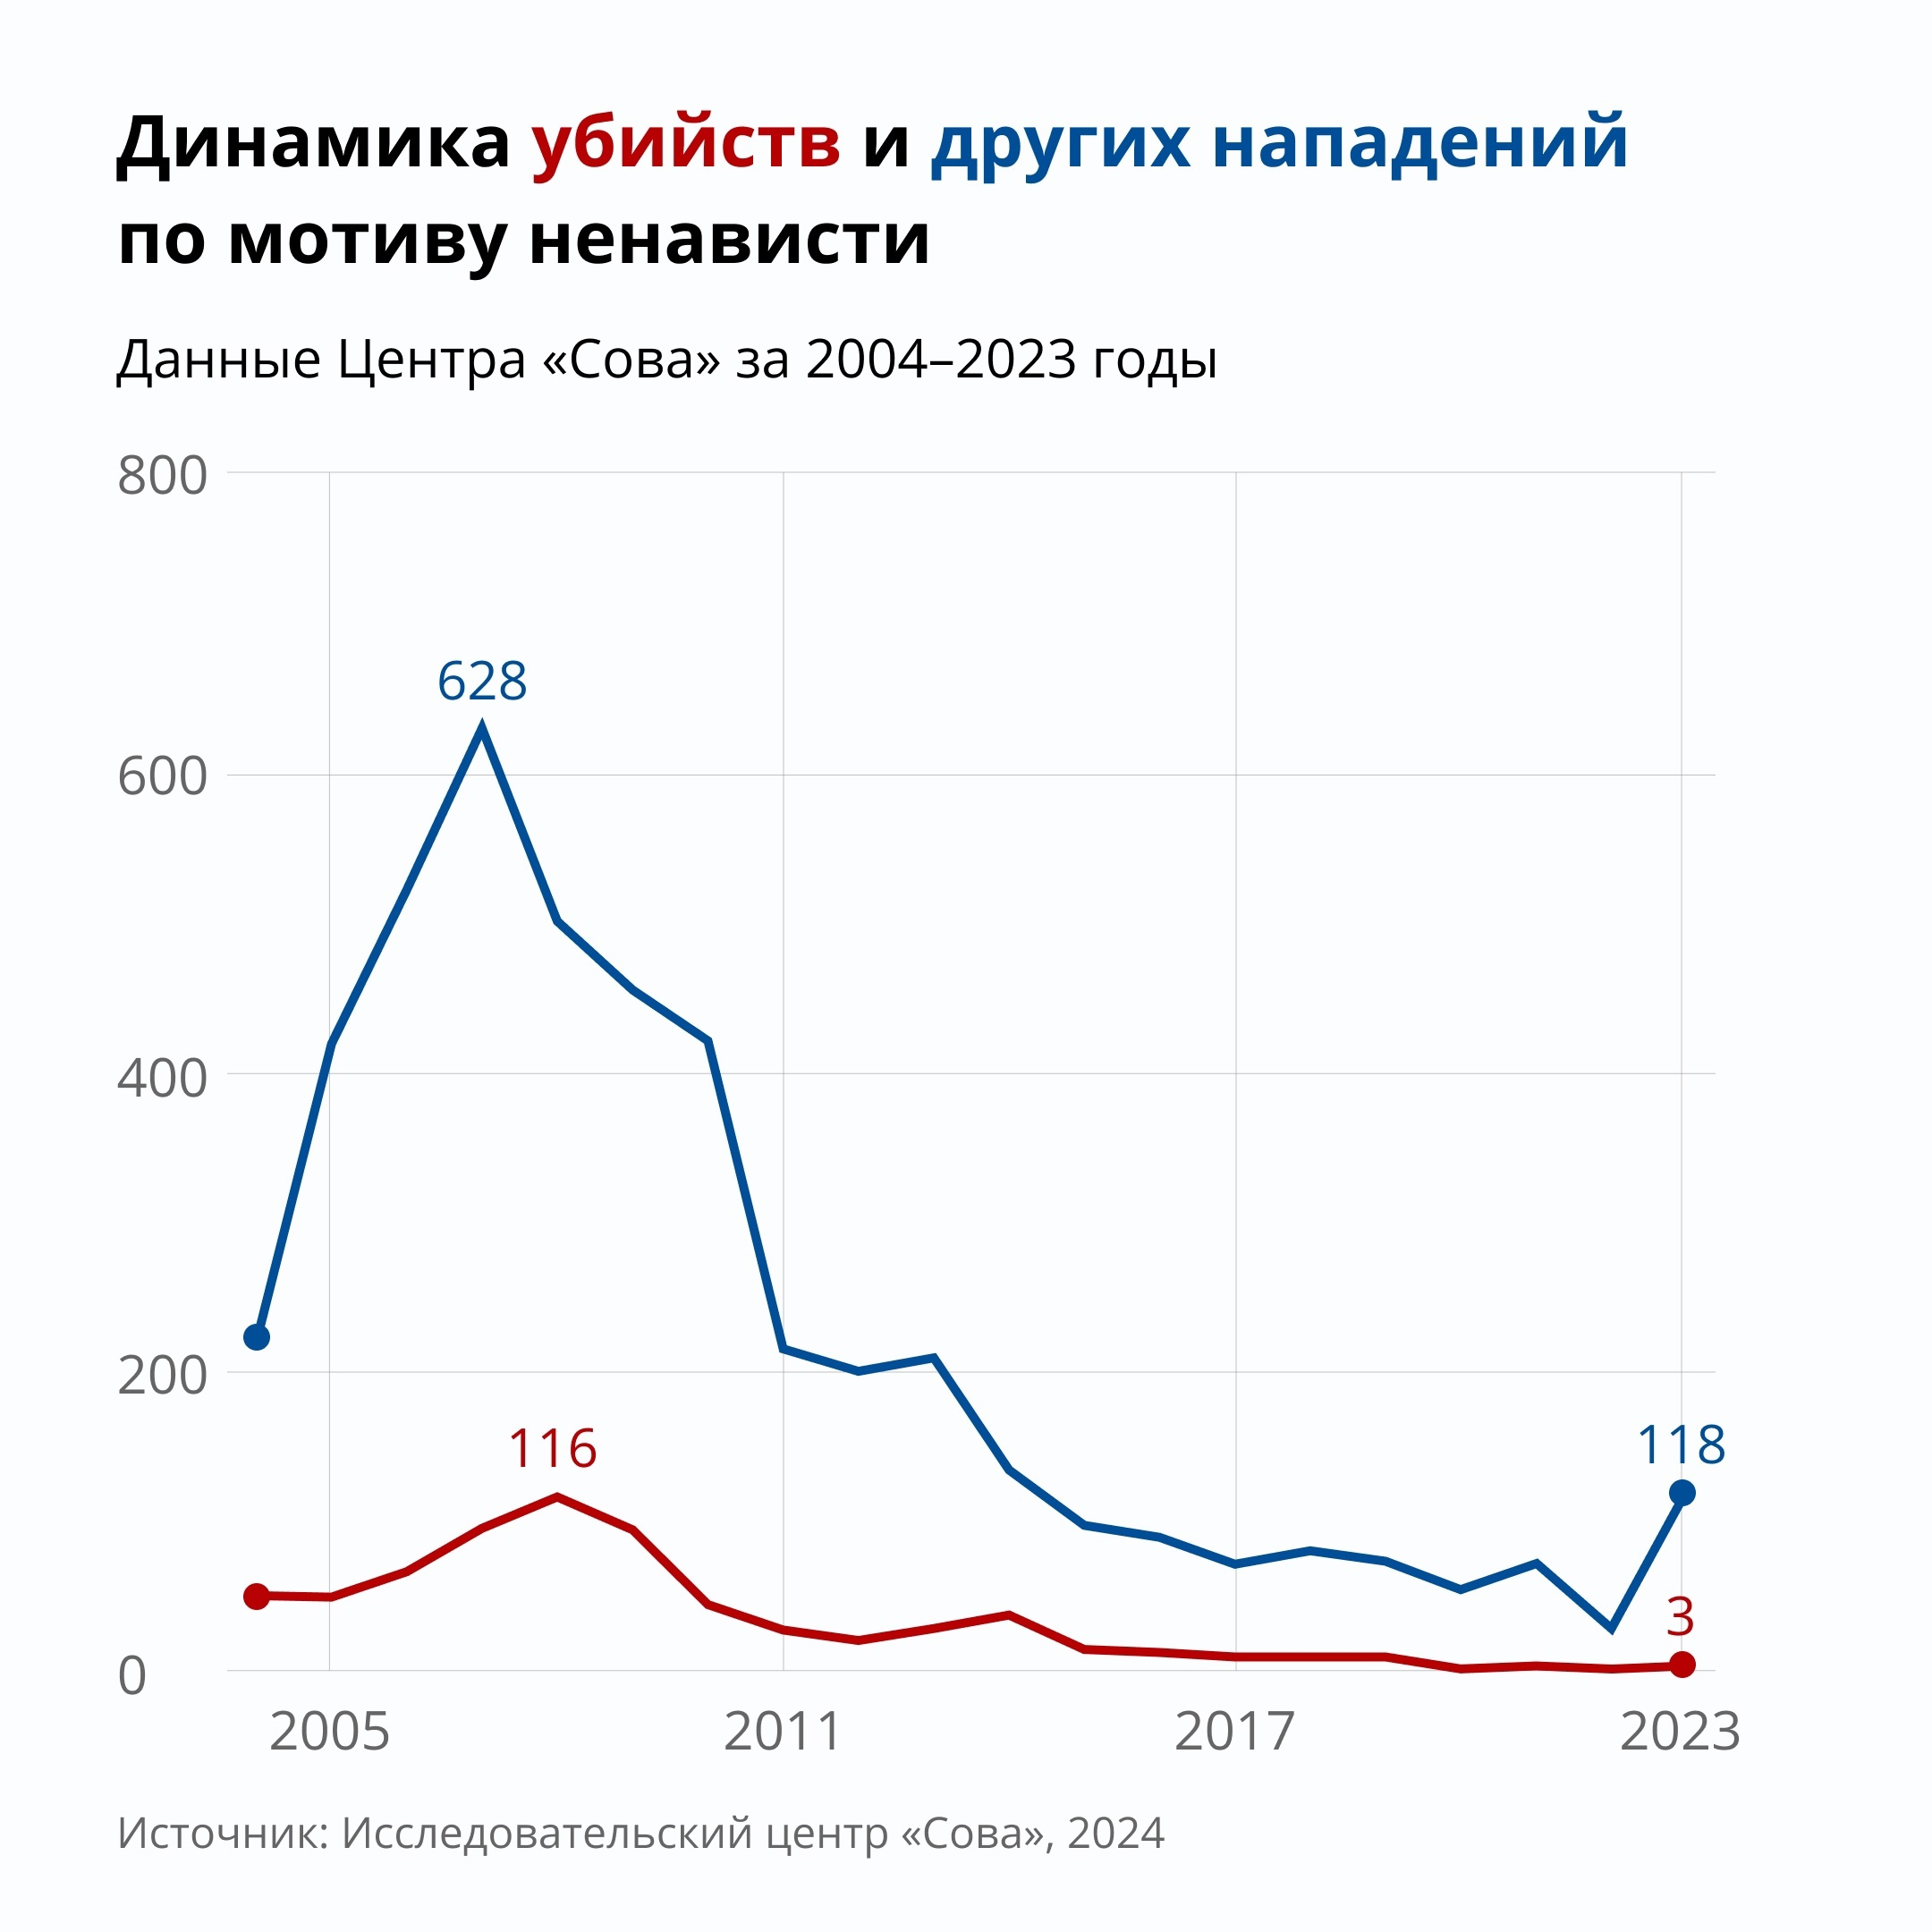 Динамика убийств и других нападений
по мотиву ненависти
Данные Центра «Сова» за 2004–2023 годы
800
628
600
400
200
116
118
3
0
2005 2011 2017 2023
Источник: Исследовательский центр «Сова», 2024